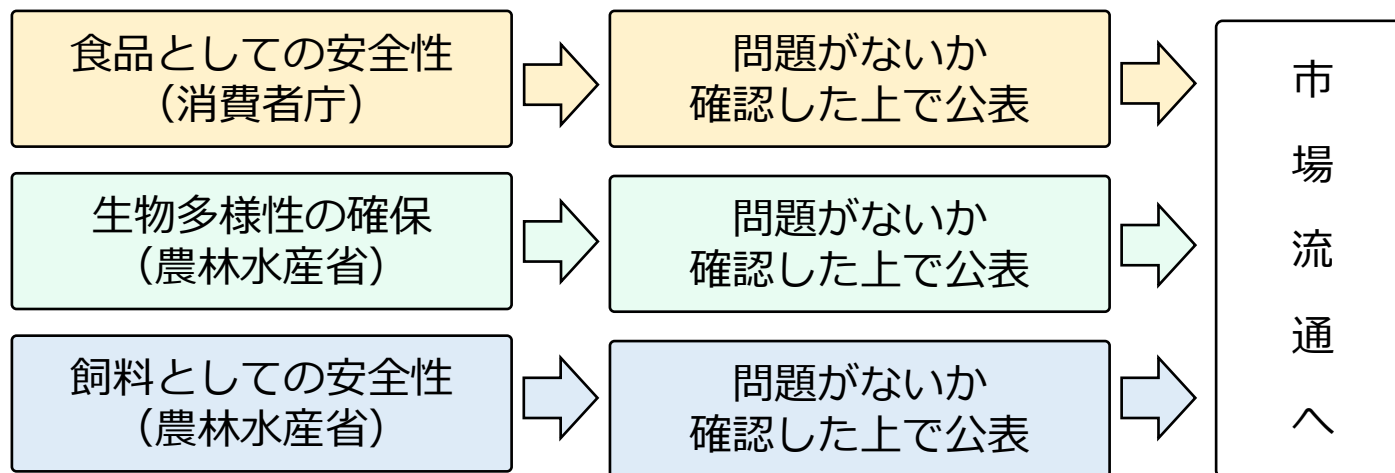 食品としての安全性
（消費者庁）
問題がないか
確認した上で公表
生物多様性の確保
（農林水産省）
問題がないか
確認した上で公表
飼料としての安全性
（農林水産省）
問題がないか
確認した上で公表
市場流通へ